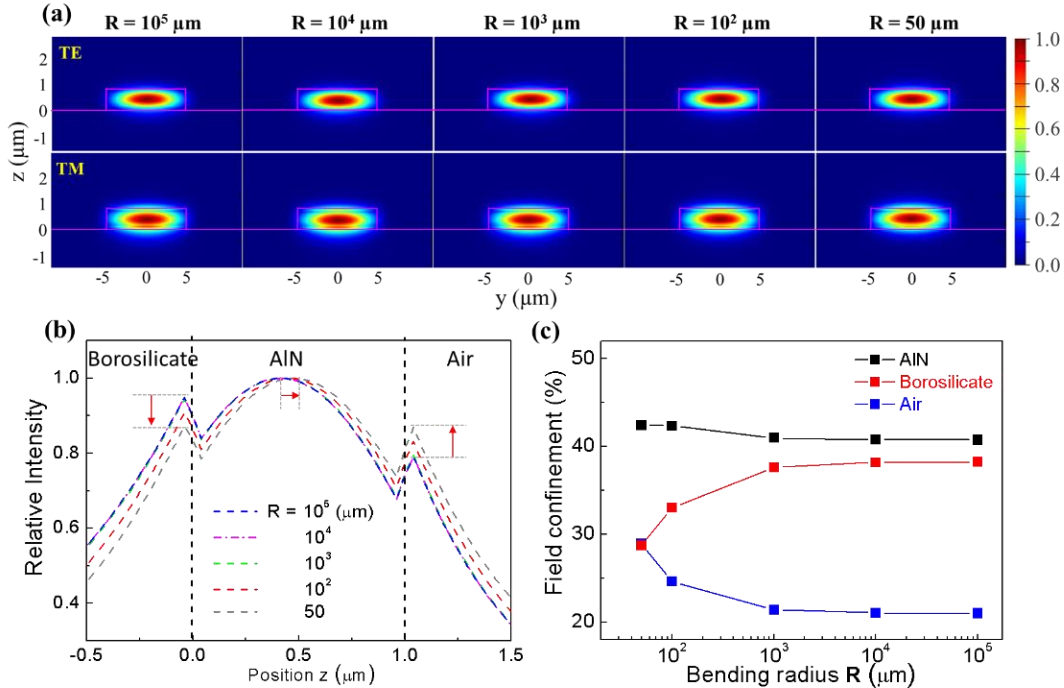 (a)
R = 10⁵ µm R = 10⁴ µm R = 10³ µm R = 10² µm R = 50 µm
TE
TM
z (µm)
2
1
0
-1
2
1
0
-1
-5 0 5 -5 0 5 -5 0 5 -5 0 5 -5 0 5
y (µm)
1.0
0.8
0.6
0.4
0.2
0.0
(b)
Borosilicate AlN Air
Relative Intensity
1.0
0.8
0.6
0.4
R = 10⁵ (µm)
10⁴
10³
10²
50
-0.5 0.0 0.5 1.0 1.5
Position z (µm)
(c)
Field confinement (%)
50
40
30
20
AlN
Borosilicate
Air
10² 10³ 10⁴ 10⁵
Bending radius R (µm)